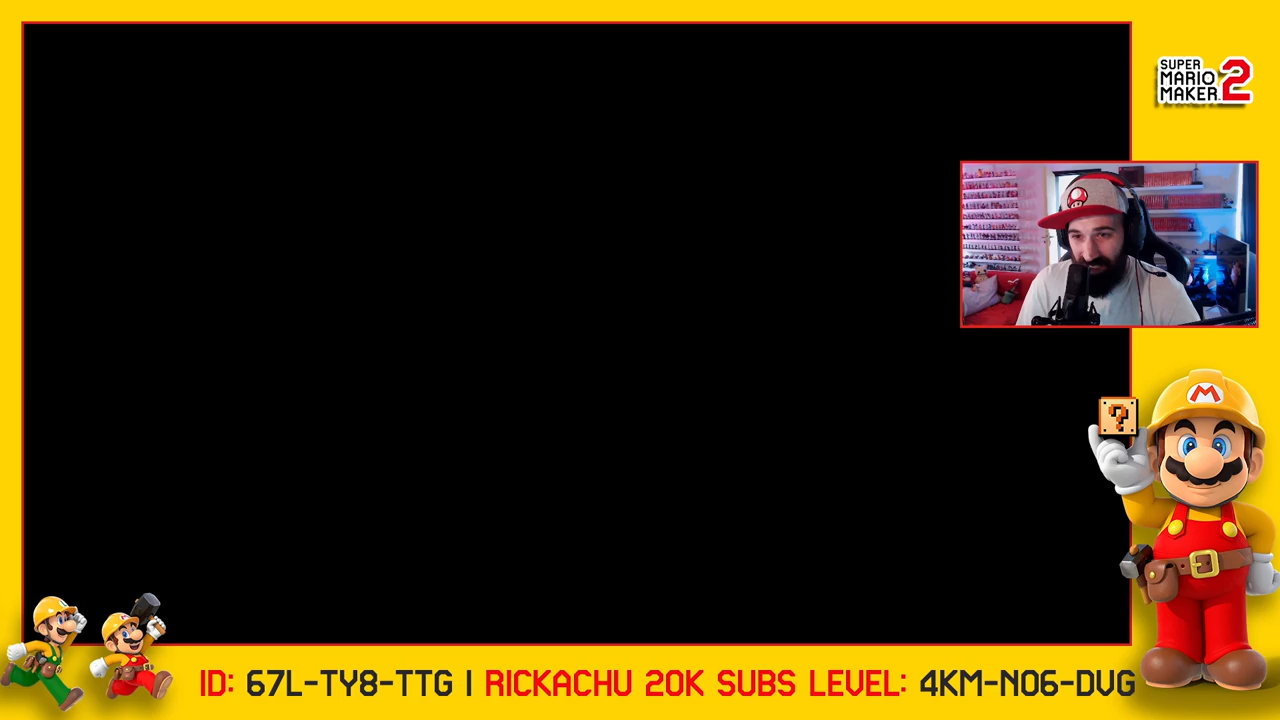 SUPER
MARIO
MAKER 2
M
?
M
ID: 67L-TY8-TTG | RICKACHU 20K SUBS LEVEL: 4KM-N06-DVG